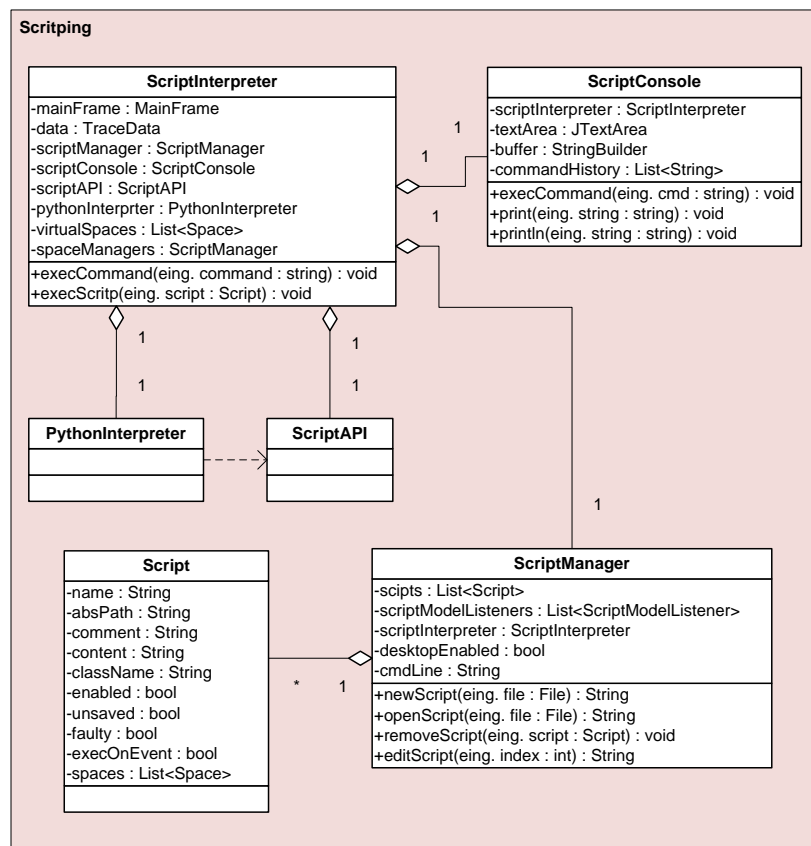 Scritping
ScriptInterpreter
-mainFrame : MainFrame
-data : TraceData
-scriptManager : ScriptManager
-scriptConsole : ScriptConsole
-scriptAPI : ScriptAPI
-pythonInterprter : PythonInterpreter
-virtualSpaces : List<Space>
-spaceManagers : ScriptManager
+execCommand(eing. command : string) : void
+execScritp(eing. script : Script) : void
ScriptConsole
-scriptInterpreter : ScriptInterpreter
-textArea : JTextArea
-buffer : StringBuilder
-commandHistory : List<String>
+execCommand(eing. cmd : string) : void
+print(eing. string : string) : void
+println(eing. string : string) : void
1
1
1
1
1
1
1
PythonInterpreter
ScriptAPI
1
Script
-name : String
-absPath : String
-comment : String
-content : String
-className : String
-enabled : bool
-unsaved : bool
-faulty : bool
-execOnEvent : bool
-spaces : List<Space>
*
1
ScriptManager
-scipts : List<Script>
-scriptModelListeners : List<ScriptModelListener>
-scriptInterpreter : ScriptInterpreter
-desktopEnabled : bool
-cmdLine : String
+newScript(eing. file : File) : String
+openScript(eing. file : File) : String
+removeScript(eing. script : Script) : void
+editScript(eing. index : int) : String